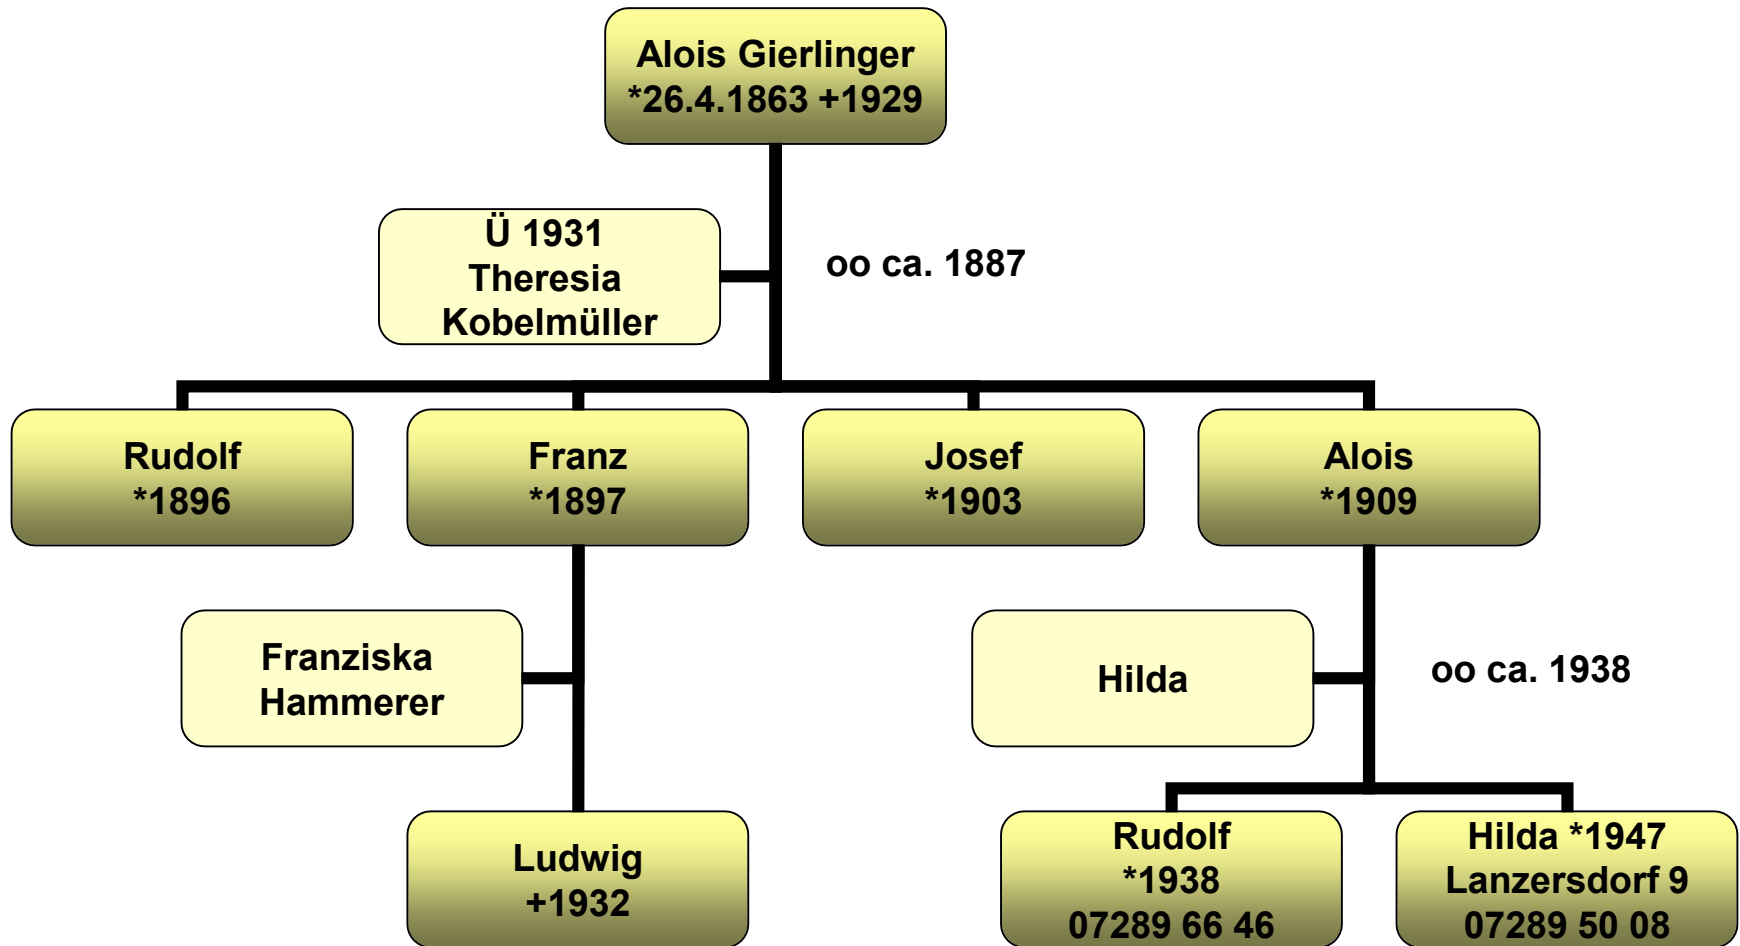 Alois Gierlinger
*26.4.1863 +1929
Ü 1931
Theresia
Kobelmüller
oo ca. 1887
Rudolf
*1896
Franz
*1897
Josef
*1903
Alois
*1909
Franziska
Hammerer
Hilda
oo ca. 1938
Ludwig
+1932
Rudolf
*1938
07289 66 46
Hilda *1947
Lanzersdorf 9
07289 50 08